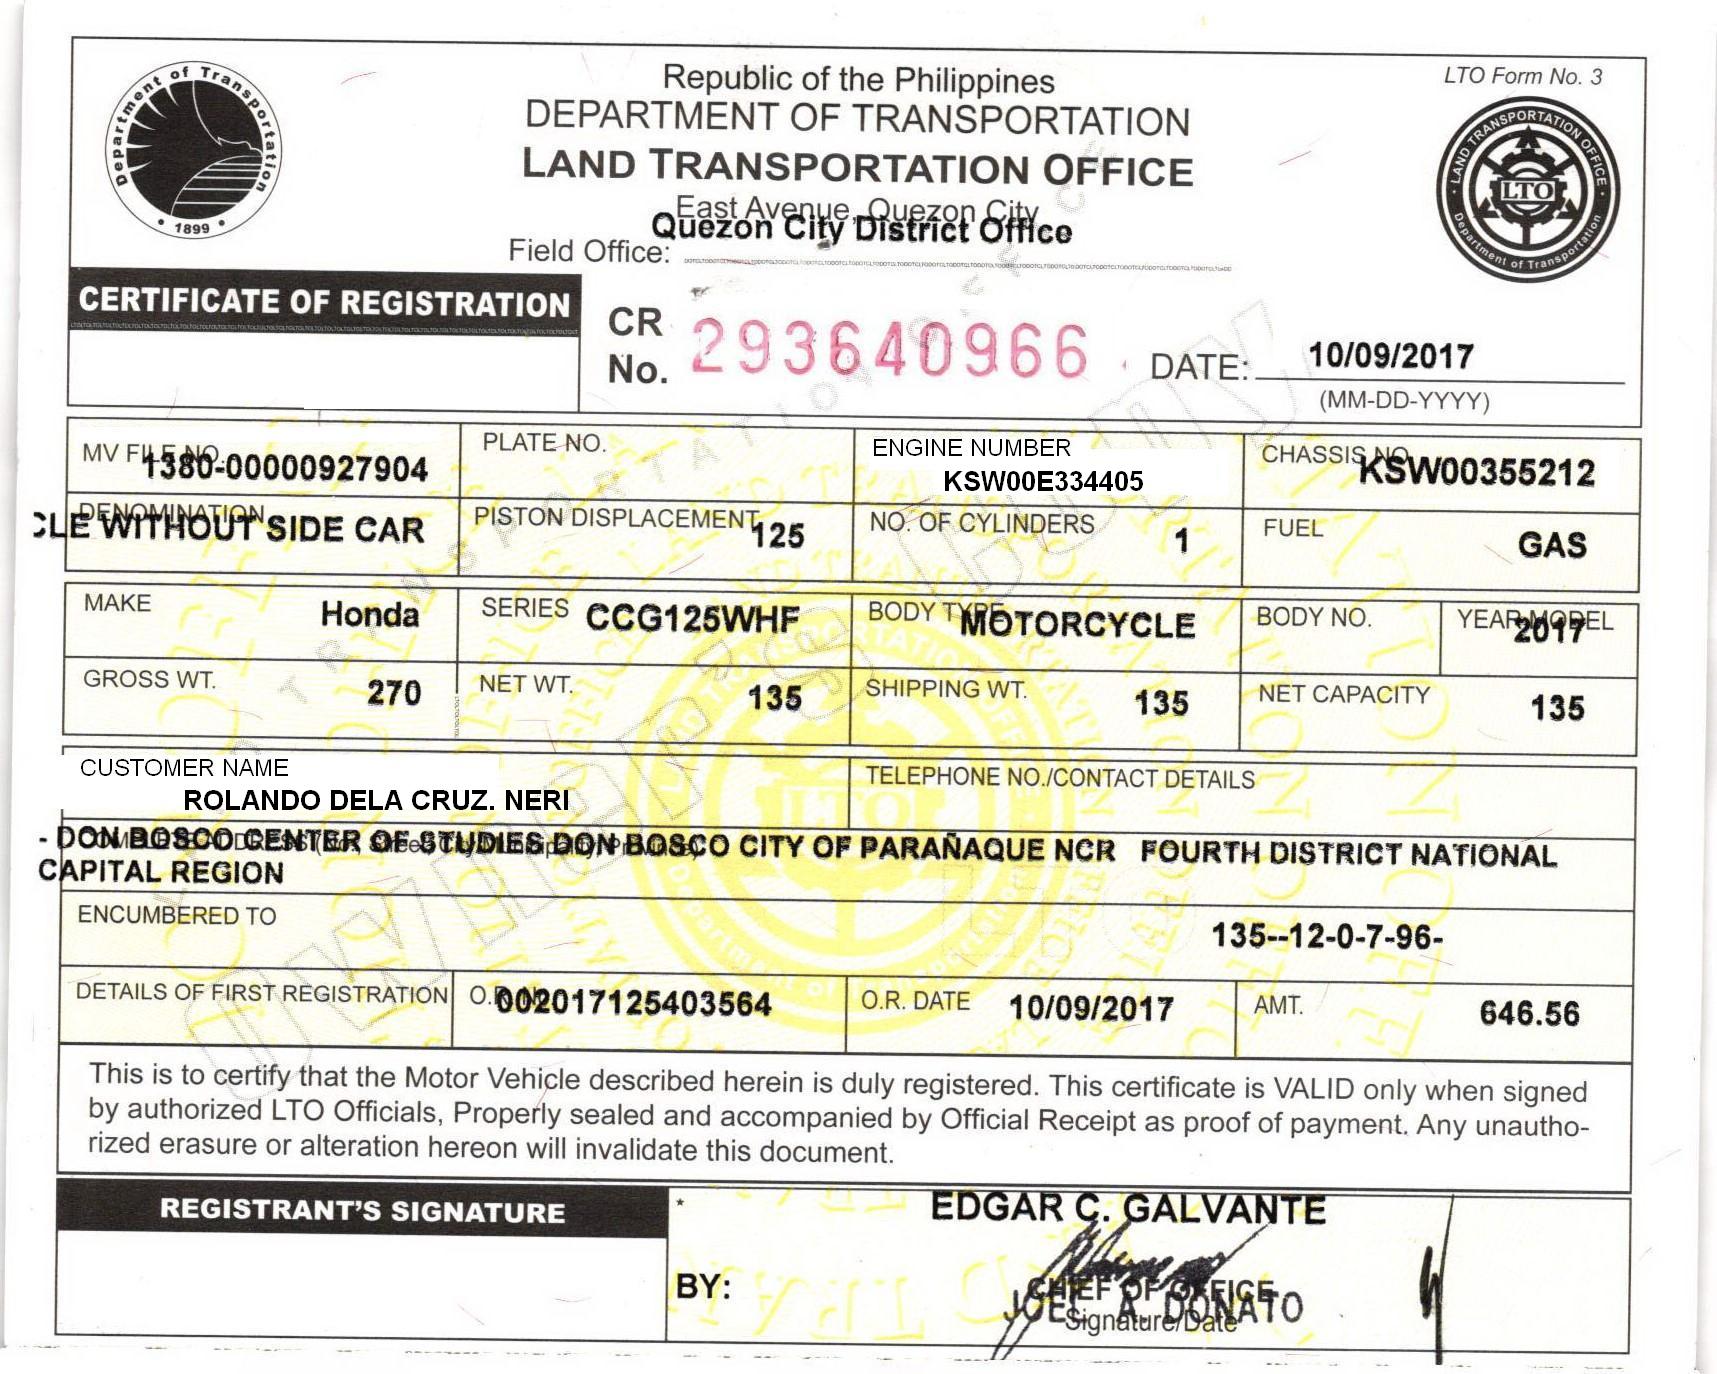 Republic of the Philippines
LTO Form No. 3
DEPARTMENT OF TRANSPORTATION
LAND TRANSPORTATION OFFICE
East Avenue, Quezon City
Quezon City District Office
Field Office:
Department of Transportation
1899
LAND TRANSPORTATION OFFICE
LTO
Department of Transportation
CERTIFICATE OF REGISTRATION
CR No. 293640966
DATE: 10/09/2017
(MM-DD-YYYY)
MV FILE NO. 1380-00000927904
PLATE NO.
ENGINE NUMBER
KSW00E334405
CHASSIS NO. KSW00355212
DENOMINATION
CLE WITHOUT SIDE CAR
PISTON DISPLACEMENT 125
NO. OF CYLINDERS 1
FUEL GAS
MAKE Honda
SERIES CCG125WHF
BODY TYPE MOTORCYCLE
BODY NO.
YEAR MODEL 2017
GROSS WT. 270
NET WT. 135
SHIPPING WT. 135
NET CAPACITY 135
CUSTOMER NAME
ROLANDO DELA CRUZ. NERI
TELEPHONE NO./CONTACT DETAILS
- DON BOSCO CENTER OF STUDIES DON BOSCO CITY OF PARAÑAQUE NCR FOURTH DISTRICT NATIONAL
CAPITAL REGION
ENCUMBERED TO
135--12-0-7-96-
DETAILS OF FIRST REGISTRATION
O.R. NO. 002017125403564
O.R. DATE 10/09/2017
AMT. 646.56
This is to certify that the Motor Vehicle described herein is duly registered. This certificate is VALID only when signed
by authorized LTO Officials, Properly sealed and accompanied by Official Receipt as proof of payment. Any unautho-
rized erasure or alteration hereon will invalidate this document.
REGISTRANT'S SIGNATURE
*
EDGAR C. GALVANTE
BY:
CHIEF OF OFFICE
JOEL A. DONATO
Signature/Date